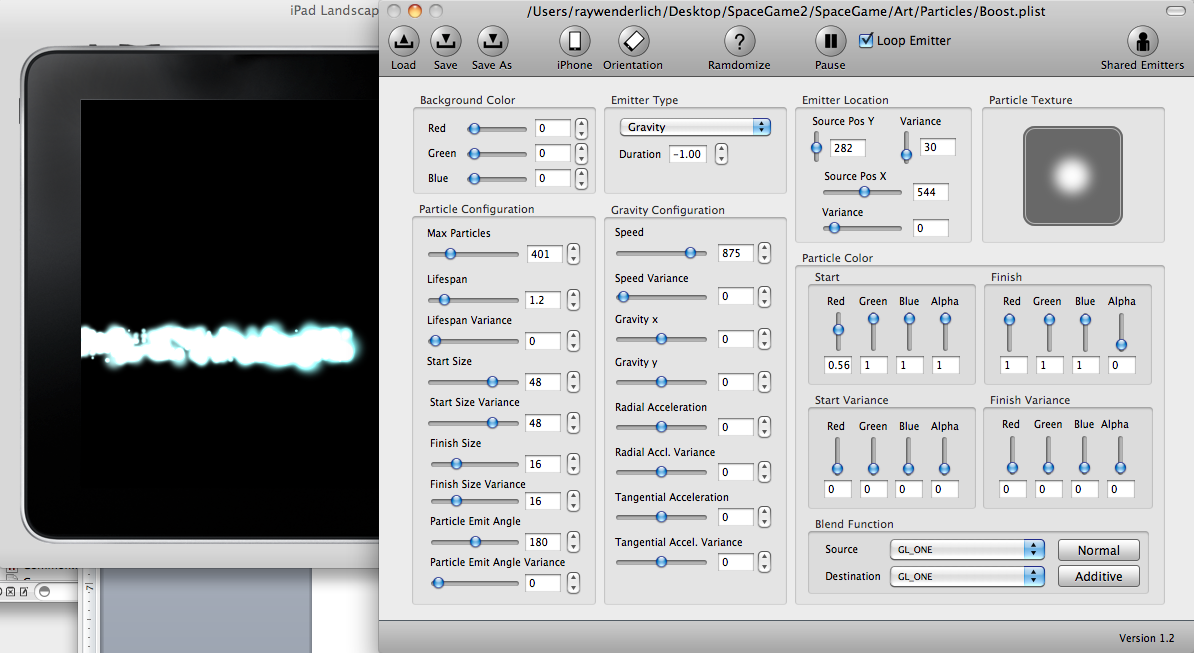 iPad Landscap
/Users/raywenderlich/Desktop/SpaceGame2/SpaceGame/Art/Particles/Boost.plist
Load
Save
Save As
iPhone
Orientation
Ramdomize
Pause
Loop Emitter
Shared Emitters
Background Color
Red 0
Green 0
Blue 0
Emitter Type
Gravity
Duration -1.00
Emitter Location
Source Pos Y
Variance
282
30
Source Pos X
544
Variance
0
Particle Texture
Particle Configuration
Max Particles
401
Lifespan
1.2
Lifespan Variance
0
Start Size
48
Start Size Variance
48
Finish Size
16
Finish Size Variance
16
Particle Emit Angle
180
Particle Emit Angle Variance
0
Gravity Configuration
Speed
875
Speed Variance
0
Gravity x
0
Gravity y
0
Radial Acceleration
0
Radial Accl. Variance
0
Tangential Acceleration
0
Tangential Accel. Variance
0
Particle Color
Start
Red Green Blue Alpha
0.56 1 1 1
Finish
Red Green Blue Alpha
1 1 1 0
Start Variance
Red Green Blue Alpha
0 0 0 0
Finish Variance
Red Green Blue Alpha
0 0 0 0
Blend Function
Source GL_ONE Normal
Destination GL_ONE Additive
Version 1.2